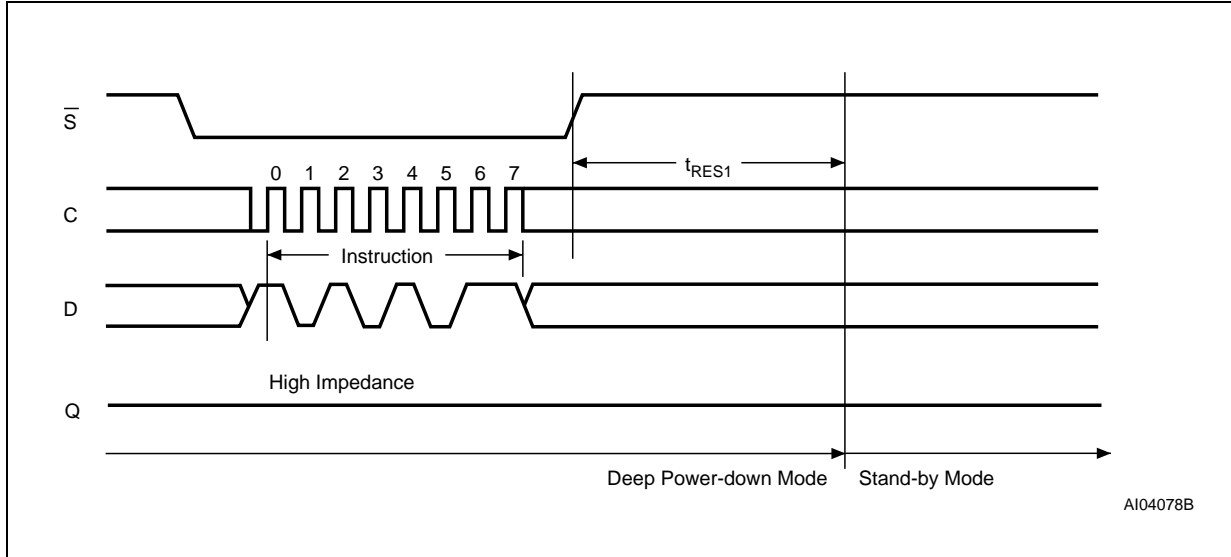 S̅
0 1 2 3 4 5 6 7
tRES1
C
Instruction
D
High Impedance
Q
Deep Power-down Mode Stand-by Mode
AI04078B